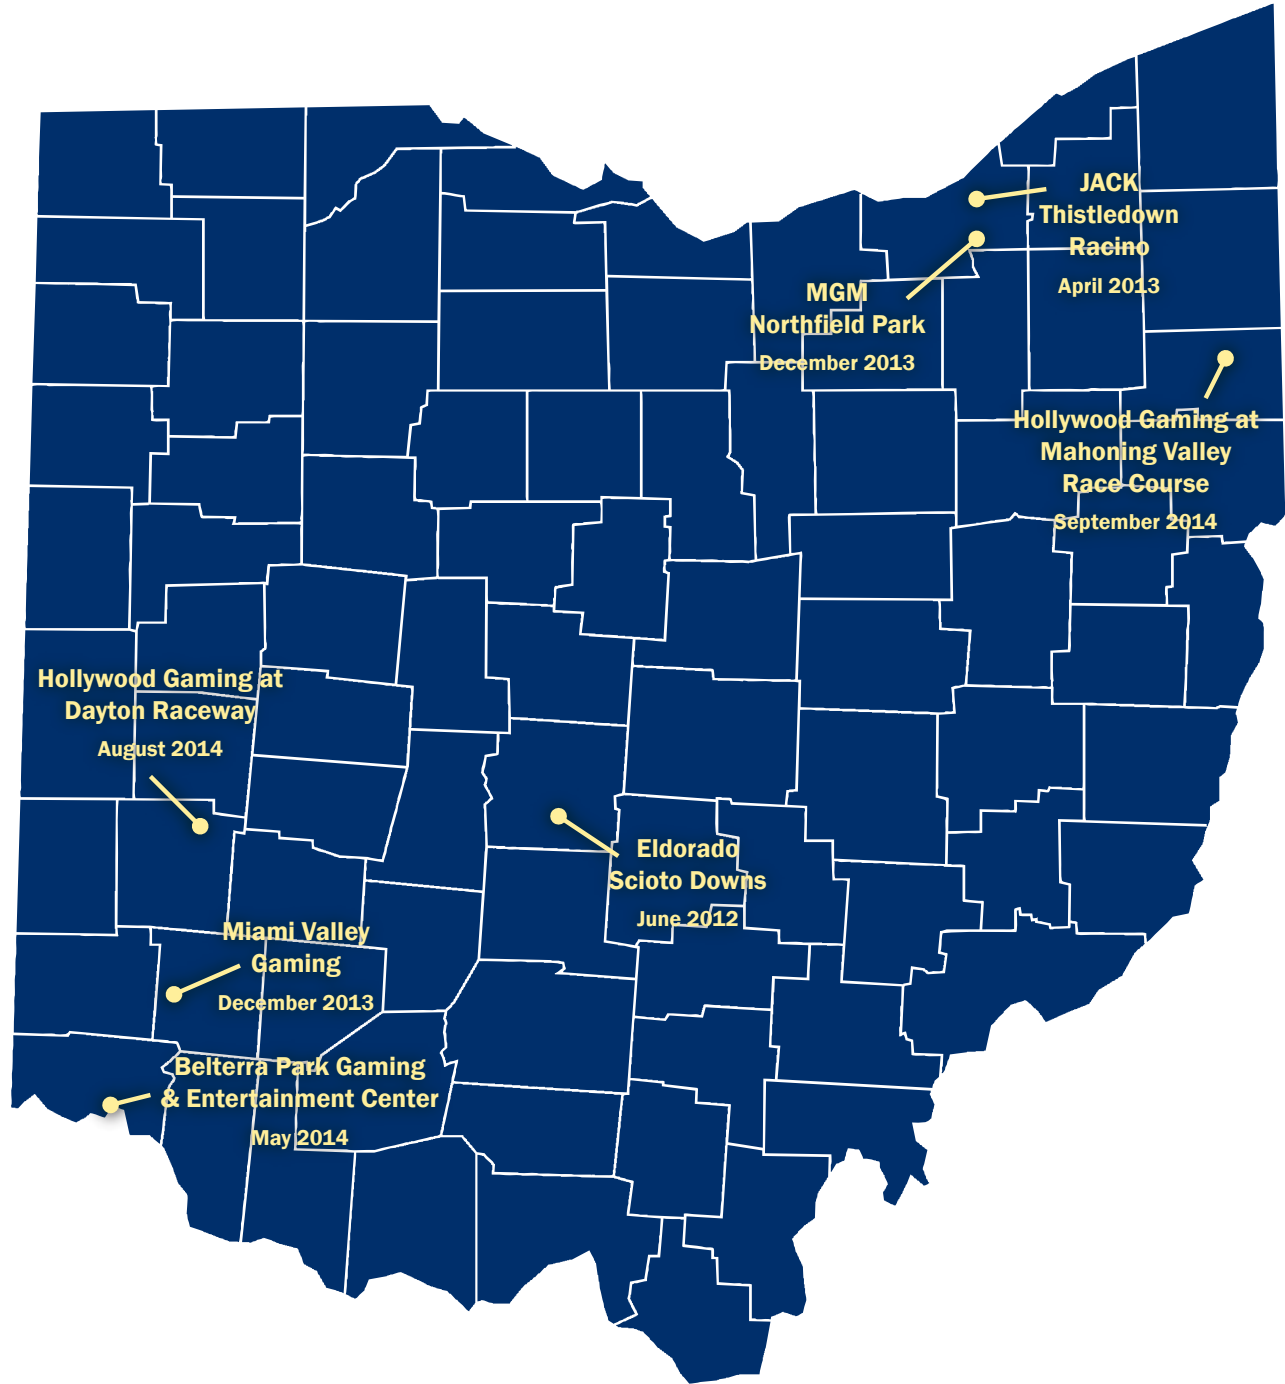 JACK
Thistledown
Racino
April 2013
MGM
Northfield Park
December 2013
Hollywood Gaming at
Mahoning Valley
Race Course
September 2014
Hollywood Gaming at
Dayton Raceway
August 2014
Eldorado
Scioto Downs
June 2012
Miami Valley
Gaming
December 2013
Belterra Park Gaming
& Entertainment Center
May 2014